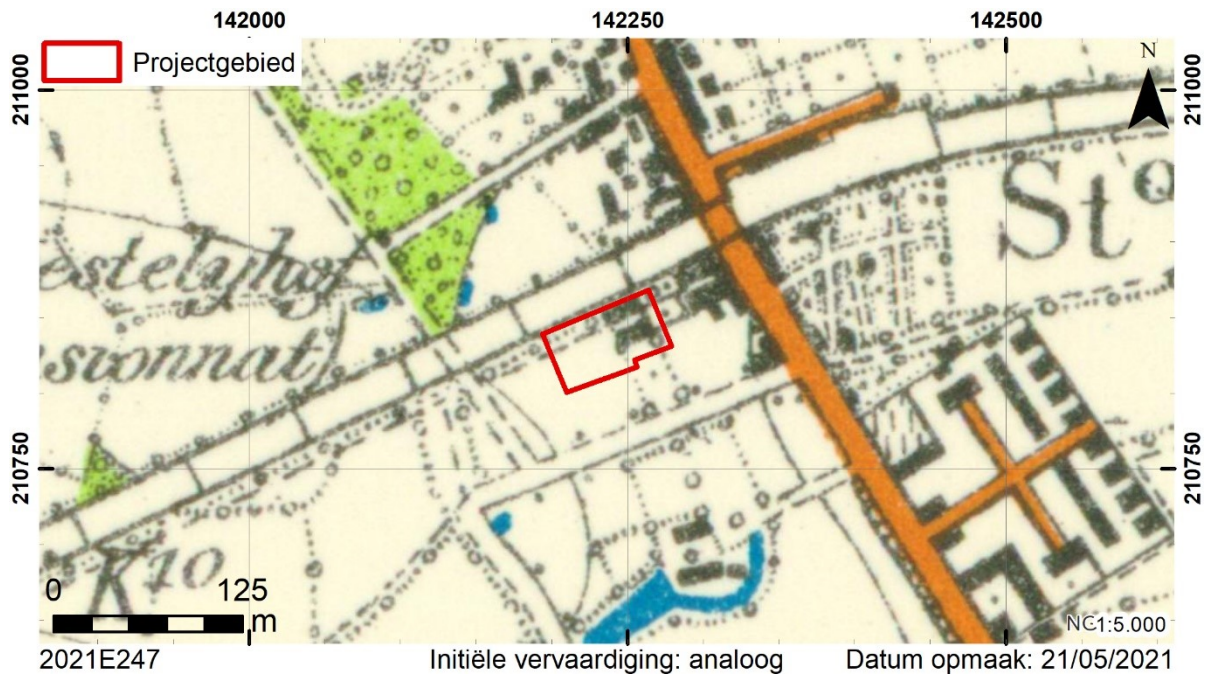 142000 142250 142500
Projectgebied
N
211000 211000
St
210750 210750
40
0 125
m
1:5.000
2021E247 Initiële vervaardiging: analoog Datum opmaak: 21/05/2021